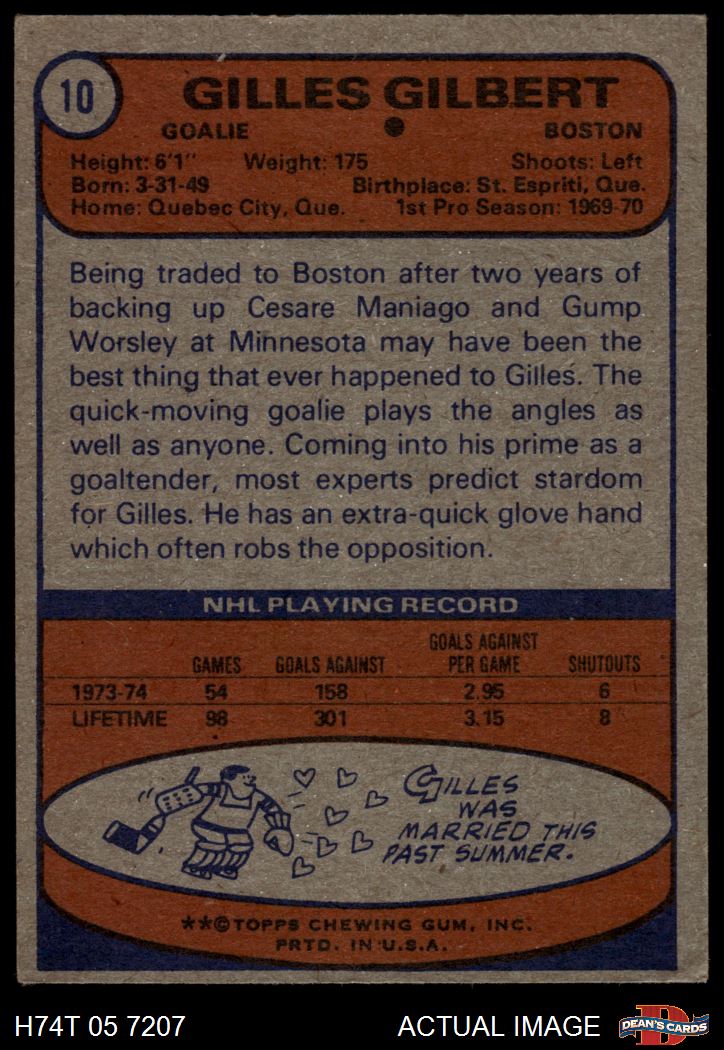 10
GILLES GILBERT
GOALIE BOSTON
Height: 6'1" Weight: 175 Shoots: Left
Born: 3-31-49 Birthplace: St. Espriti, Que.
Home: Quebec City, Que. 1st Pro Season: 1969-70
Being traded to Boston after two years of
backing up Cesare Maniago and Gump
Worsley at Minnesota may have been the
best thing that ever happened to Gilles. The
quick-moving goalie plays the angles as
well as anyone. Coming into his prime as a
goaltender, most experts predict stardom
for Gilles. He has an extra-quick glove hand
which often robs the opposition.
NHL PLAYING RECORD
GAMES GOALS AGAINST GOALS AGAINST PER GAME SHUTOUTS
1973-74 54 158 2.95 6
LIFETIME 98 301 3.15 8
GILLES
WAS
MARRIED THIS
PAST SUMMER.
**©TOPPS CHEWING GUM, INC.
PRTD. IN U.S.A.
H74T 05 7207 ACTUAL IMAGE
D
DEAN'S CARDS